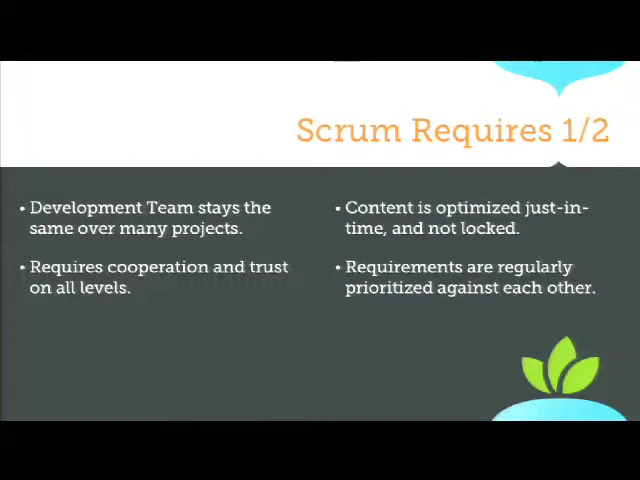 Scrum Requires 1/2
• Development Team stays the
same over many projects.
• Requires cooperation and trust
on all levels.
• Content is optimized just-in-
time, and not locked.
• Requirements are regularly
prioritized against each other.